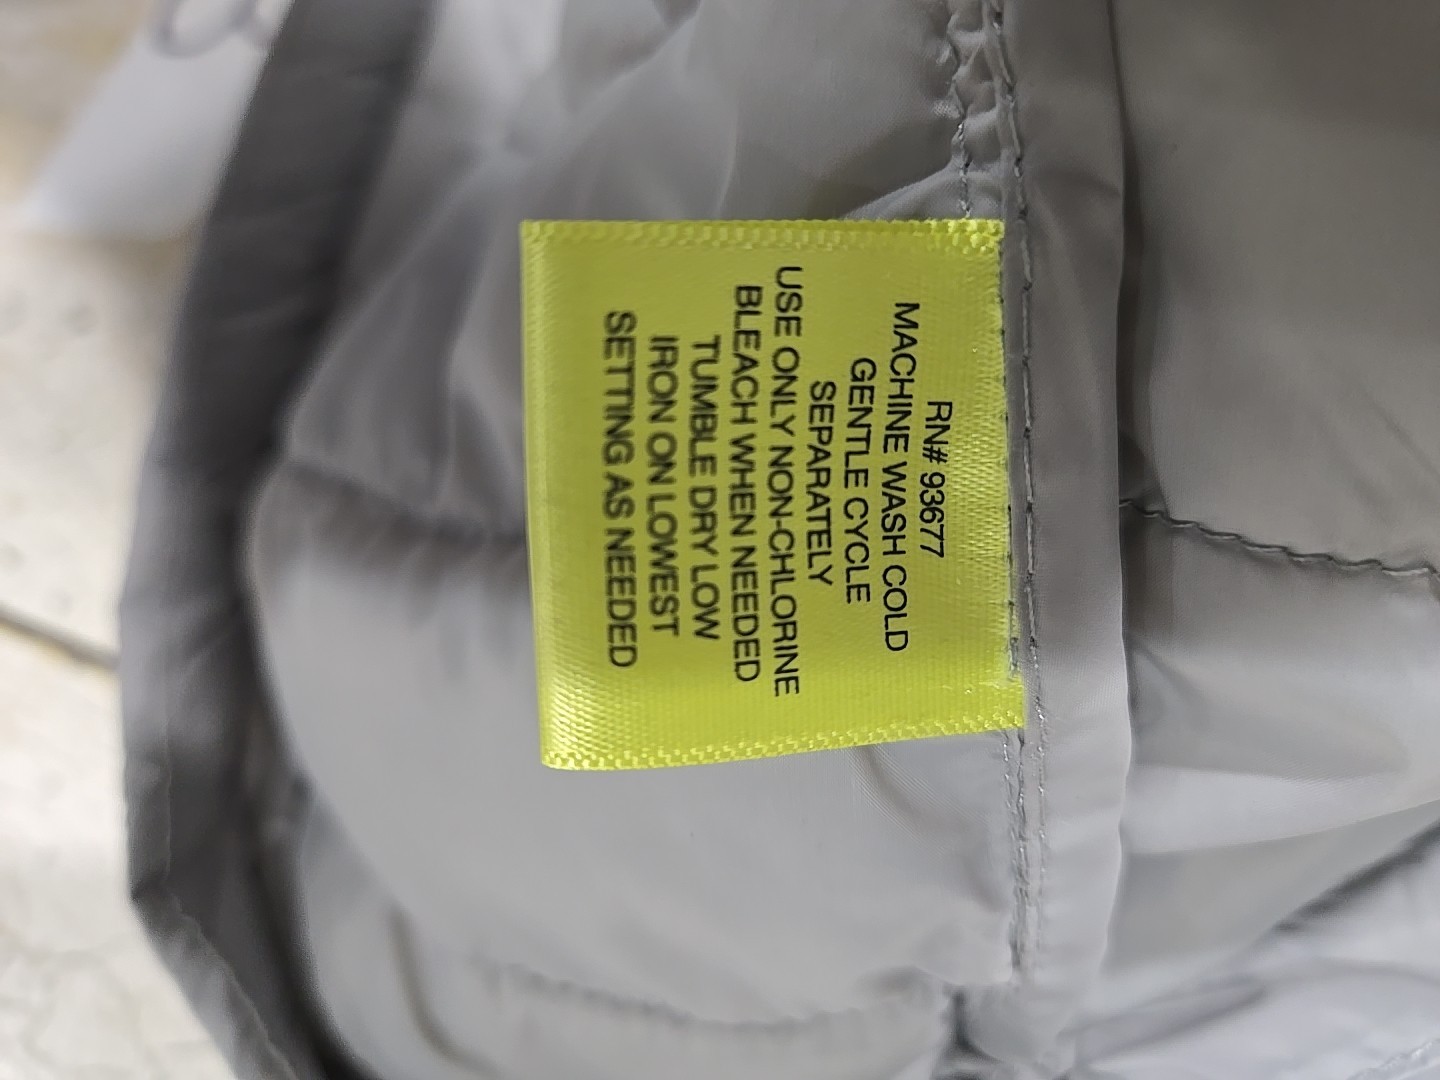 RN# 93677
MACHINE WASH COLD
GENTLE CYCLE
SEPARATELY
USE ONLY NON-CHLORINE
BLEACH WHEN NEEDED
TUMBLE DRY LOW
IRON ON LOWEST
SETTING AS NEEDED